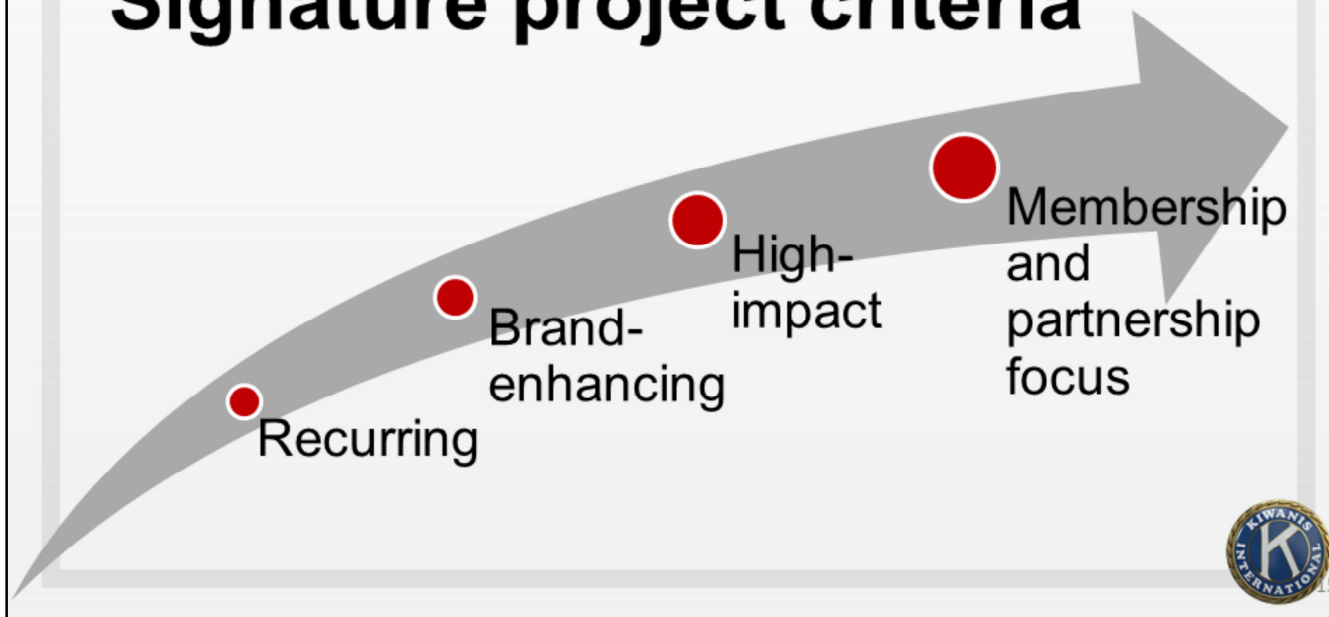 Signature project criteria
Recurring
Brand-
enhancing
High-
impact
Membership
and
partnership
focus
KIWANIS
K
INTERNATIONAL